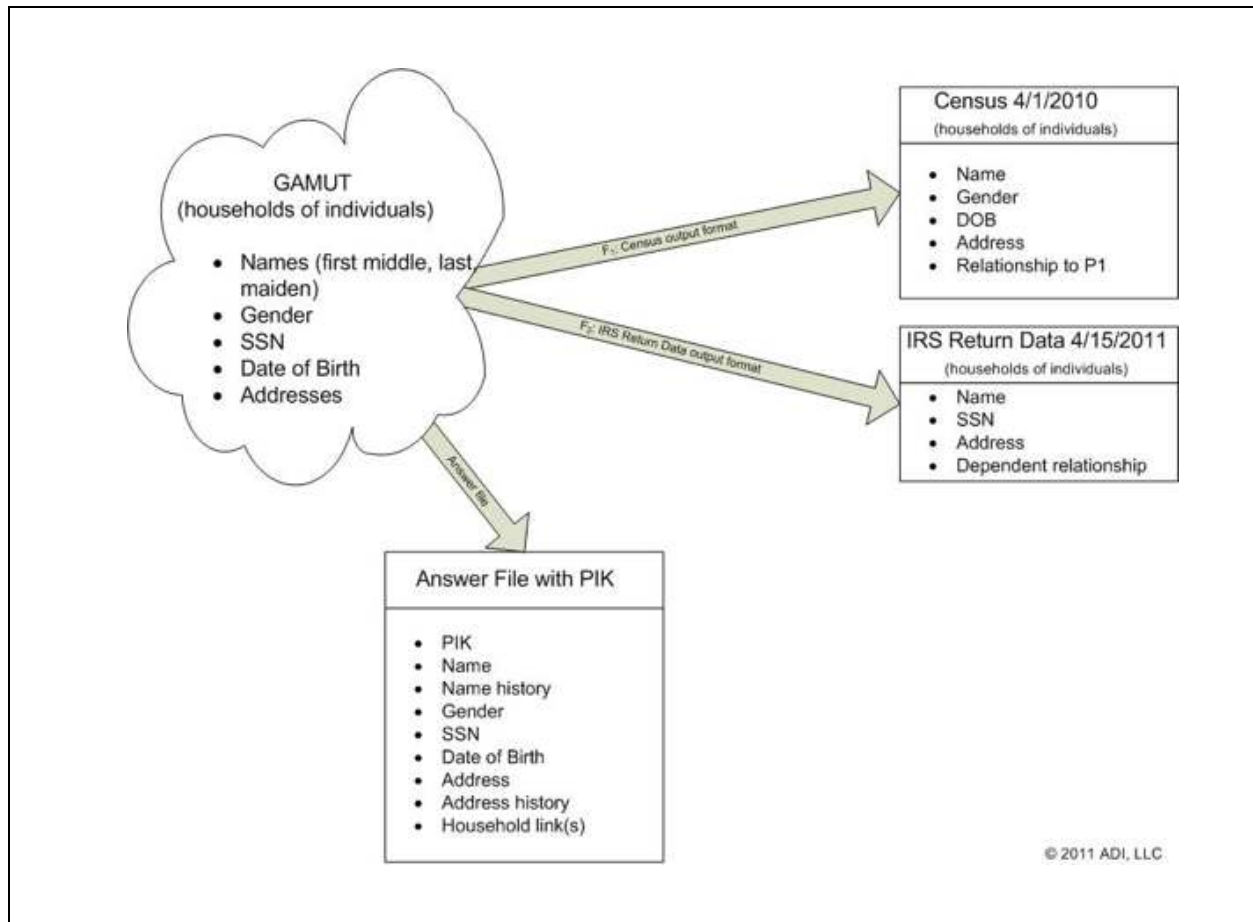 GAMUT
(households of individuals)
• Names (first middle, last,
maiden)
• Gender
• SSN
• Date of Birth
• Addresses
F₁: Census output format
F₂: IRS Return Data output format
Answer file
Census 4/1/2010
(households of individuals)
• Name
• Gender
• DOB
• Address
• Relationship to P1
IRS Return Data 4/15/2011
(households of individuals)
• Name
• SSN
• Address
• Dependent relationship
Answer File with PIK
• PIK
• Name
• Name history
• Gender
• SSN
• Date of Birth
• Address
• Address history
• Household link(s)
© 2011 ADI, LLC